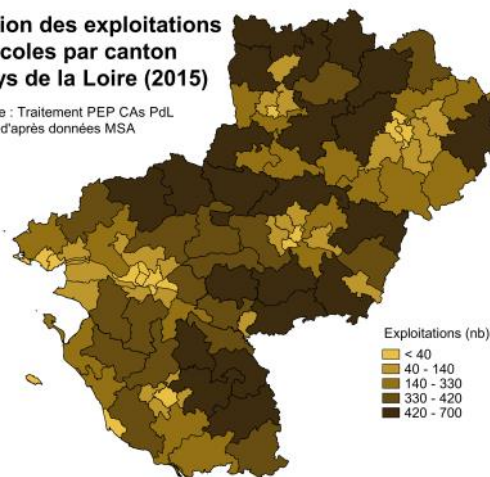 ion des exploitations
coles par canton
ys de la Loire (2015)
e : Traitement PEP CAs PdL
d'après données MSA
Exploitations (nb)
< 40
40 - 140
140 - 330
330 - 420
420 - 700